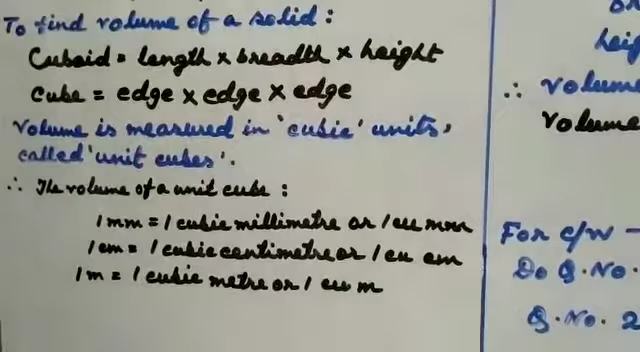 To find volume of a solid :
Cuboid = length x breadth x height
Cube = edge x edge x edge
Volume is measured in 'cubic' units,
called 'unit cubes'.
∴ The volume of a unit cube :
1 mm = 1 cubic millimetre or 1 cu mm
1 cm = 1 cubic centimetre or 1 cu cm
1 m = 1 cubic metre or 1 cu m
∴ Volume
Volume
For C/W -
Do Q. No.
Q. No. 2